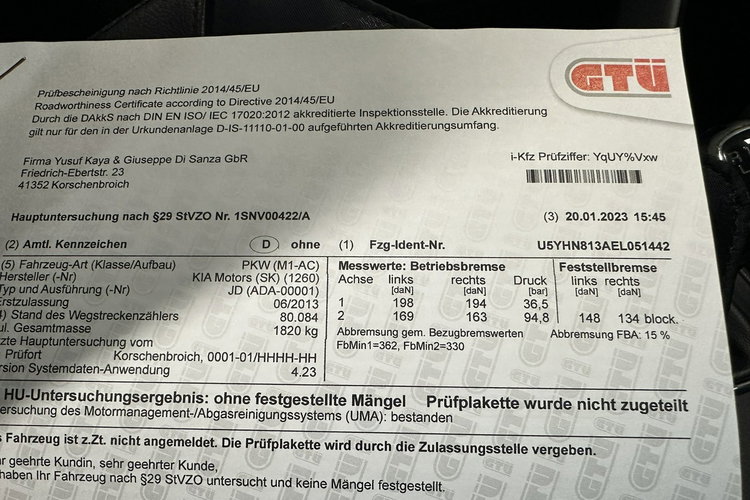 GTÜ
Prüfbescheinigung nach Richtlinie 2014/45/EU
Roadworthiness Certificate according to Directive 2014/45/EU
Durch die DAkkS nach DIN EN ISO/ IEC 17020:2012 akkreditierte Inspektionsstelle. Die Akkreditierung
gilt nur für den in der Urkundenanlage D-IS-11110-01-00 aufgeführten Akkreditierungsumfang.
Firma Yusuf Kaya & Giuseppe Di Sanza GbR
Friedrich-Ebertstr. 23
41352 Korschenbroich
i-Kfz Prüfziffer: YqUY%Vxw
Hauptuntersuchung nach §29 StVZO Nr. 1SNV00422/A (3) 20.01.2023 15:45
(2) Amtl. Kennzeichen D ohne (1) Fzg-Ident-Nr. U5YHN813AEL051442
(5) Fahrzeug-Art (Klasse/Aufbau) PKW (M1-AC)
Hersteller (-Nr) KIA Motors (SK) (1260)
Typ und Ausführung (-Nr) JD (ADA-00001)
Erstzulassung 06/2013
4) Stand des Wegstreckenzählers 80.084
ul. Gesamtmasse 1820 kg
zte Hauptuntersuchung vom
Prüfort Korschenbroich, 0001-01/HHHH-HH
rsion Systemdaten-Anwendung 4.23
Messwerte: Betriebsbremse Feststellbremse
Achse links rechts Druck links rechts
[daN] [daN] [bar] [daN] [daN]
1 198 194 36,5
2 169 163 94,8 148 134 block.
Abbremsung gem. Bezugbremswerten Abbremsung FBA: 15 %
FbMin1=362, FbMin2=330
HU-Untersuchungsergebnis: ohne festgestellte Mängel Prüfplakette wurde nicht zugeteilt
ersuchung des Motormanagement-/Abgasreinigungssystems (UMA): bestanden
s Fahrzeug ist z.Zt. nicht angemeldet. Die Prüfplakette wird durch die Zulassungsstelle vergeben.
hr geehrte Kundin, sehr geehrter Kunde,
haben Ihr Fahrzeug nach §29 StVZO untersucht und keine Mängel festgestellt.